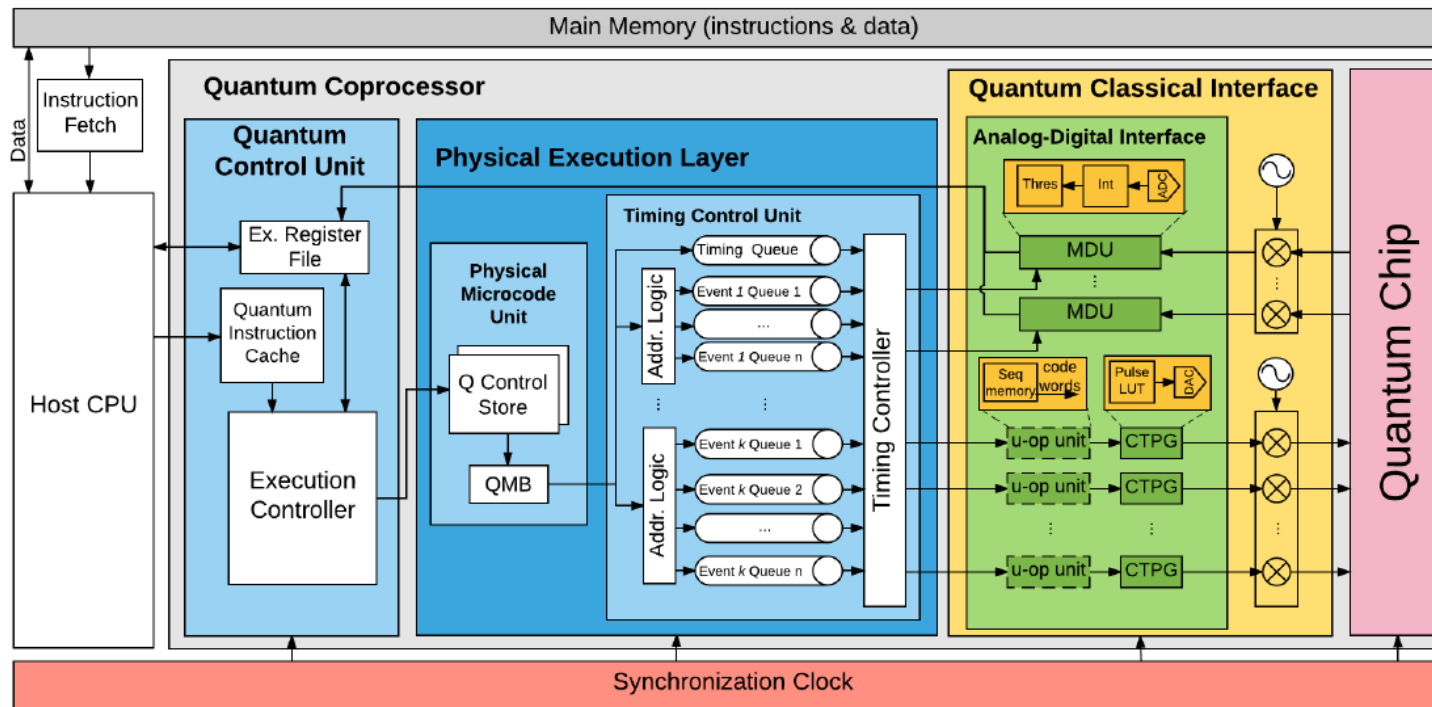 Main Memory (instructions & data)
Data
Instruction
Fetch
Host CPU
Quantum Coprocessor
Quantum
Control Unit
Ex. Register
File
Quantum
Instruction
Cache
Execution
Controller
Physical Execution Layer
Physical
Microcode
Unit
Q Control
Store
QMB
Timing Control Unit
Timing Queue
Addr. Logic
Event 1 Queue 1
...
Event 1 Queue n
...
...
Addr. Logic
Event k Queue 1
Event k Queue 2
...
Event k Queue n
Timing Controller
Quantum Classical Interface
Analog-Digital Interface
Thres
Int
ADC
MDU
...
MDU
Seq
memory
code
words
Pulse
LUT
DAC
u-op unit
CTPG
u-op unit
CTPG
...
...
u-op unit
CTPG
...
...
Quantum Chip
Synchronization Clock